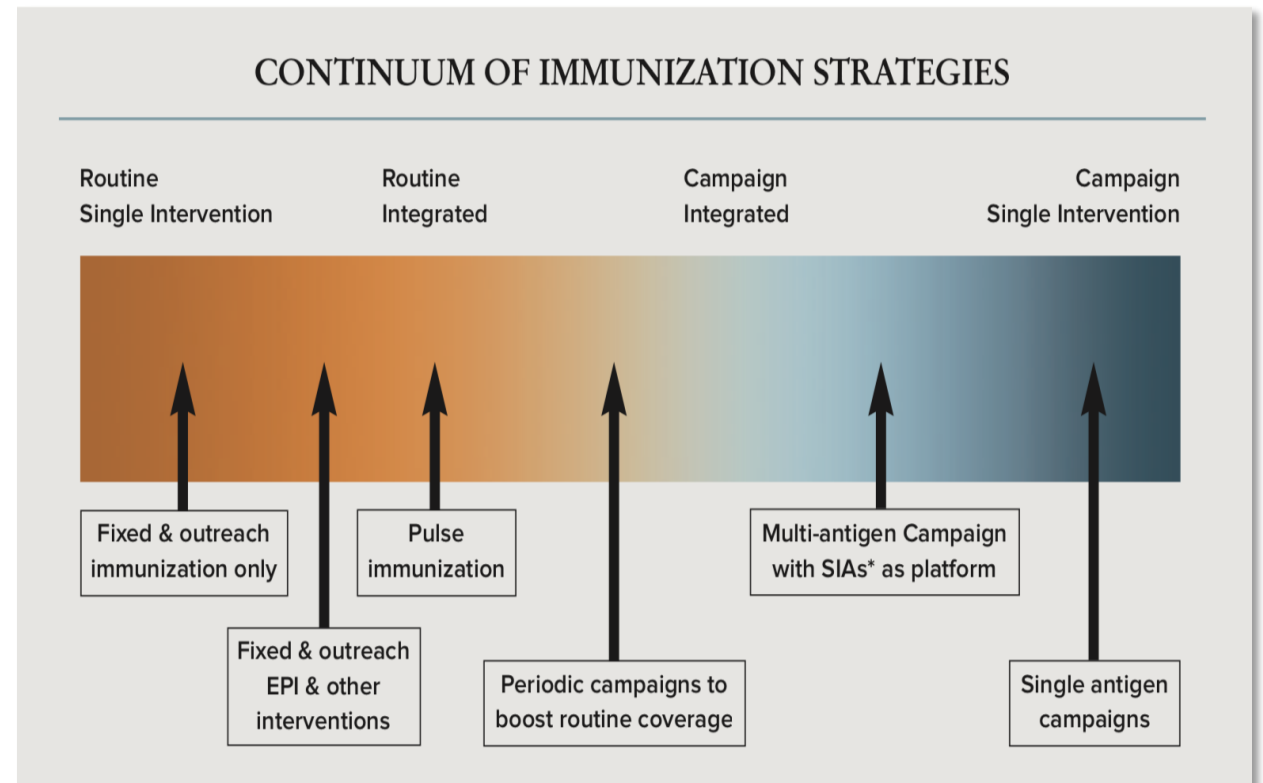 CONTINUUM OF IMMUNIZATION STRATEGIES
Routine
Single Intervention
Routine
Integrated
Campaign
Integrated
Campaign
Single Intervention
Fixed & outreach
immunization only
Pulse
immunization
Multi-antigen Campaign
with SIAs* as platform
Fixed & outreach
EPI & other
interventions
Periodic campaigns to
boost routine coverage
Single antigen
campaigns